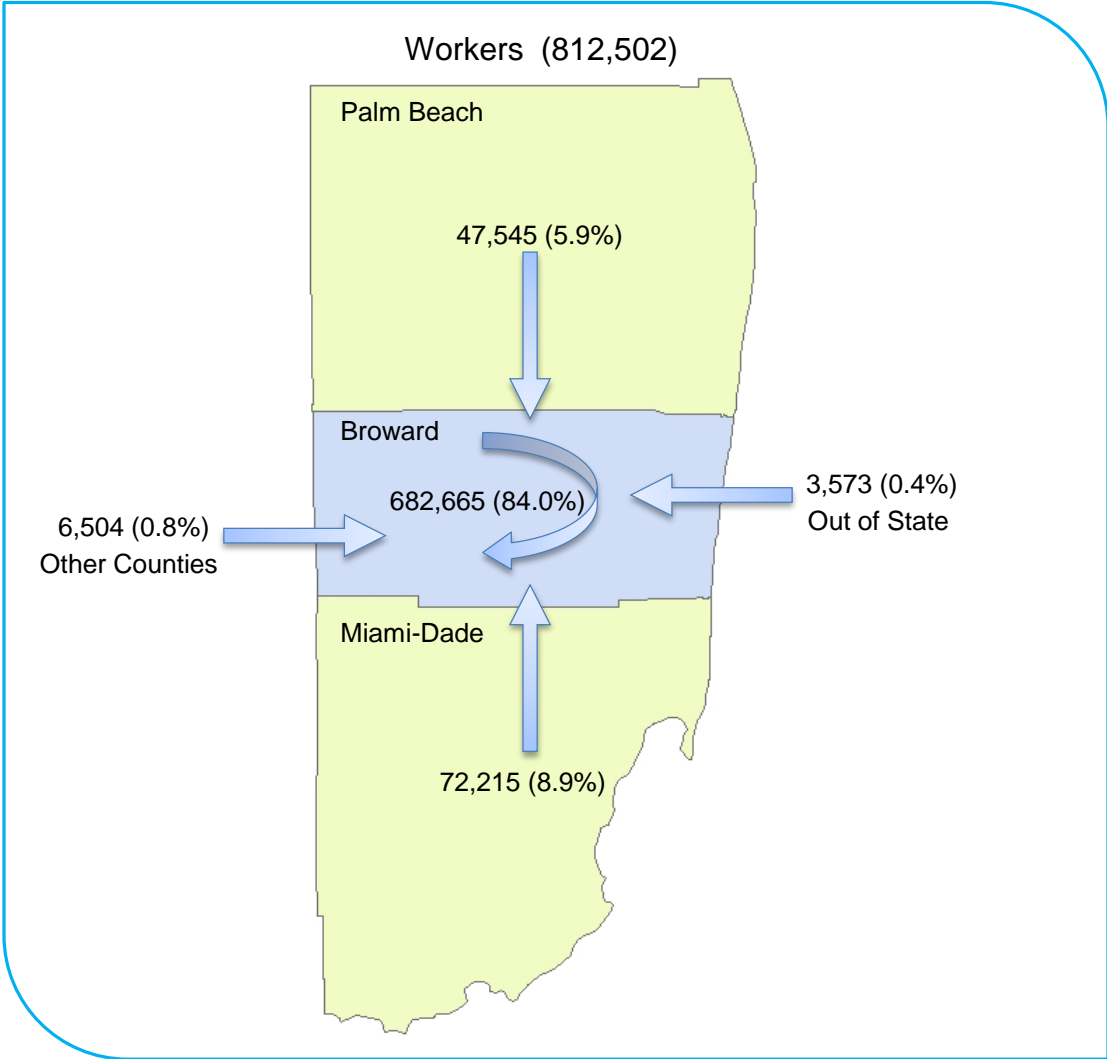 Workers (812,502)
Palm Beach
47,545 (5.9%)
Broward
682,665 (84.0%)
3,573 (0.4%)
Out of State
6,504 (0.8%)
Other Counties
Miami-Dade
72,215 (8.9%)